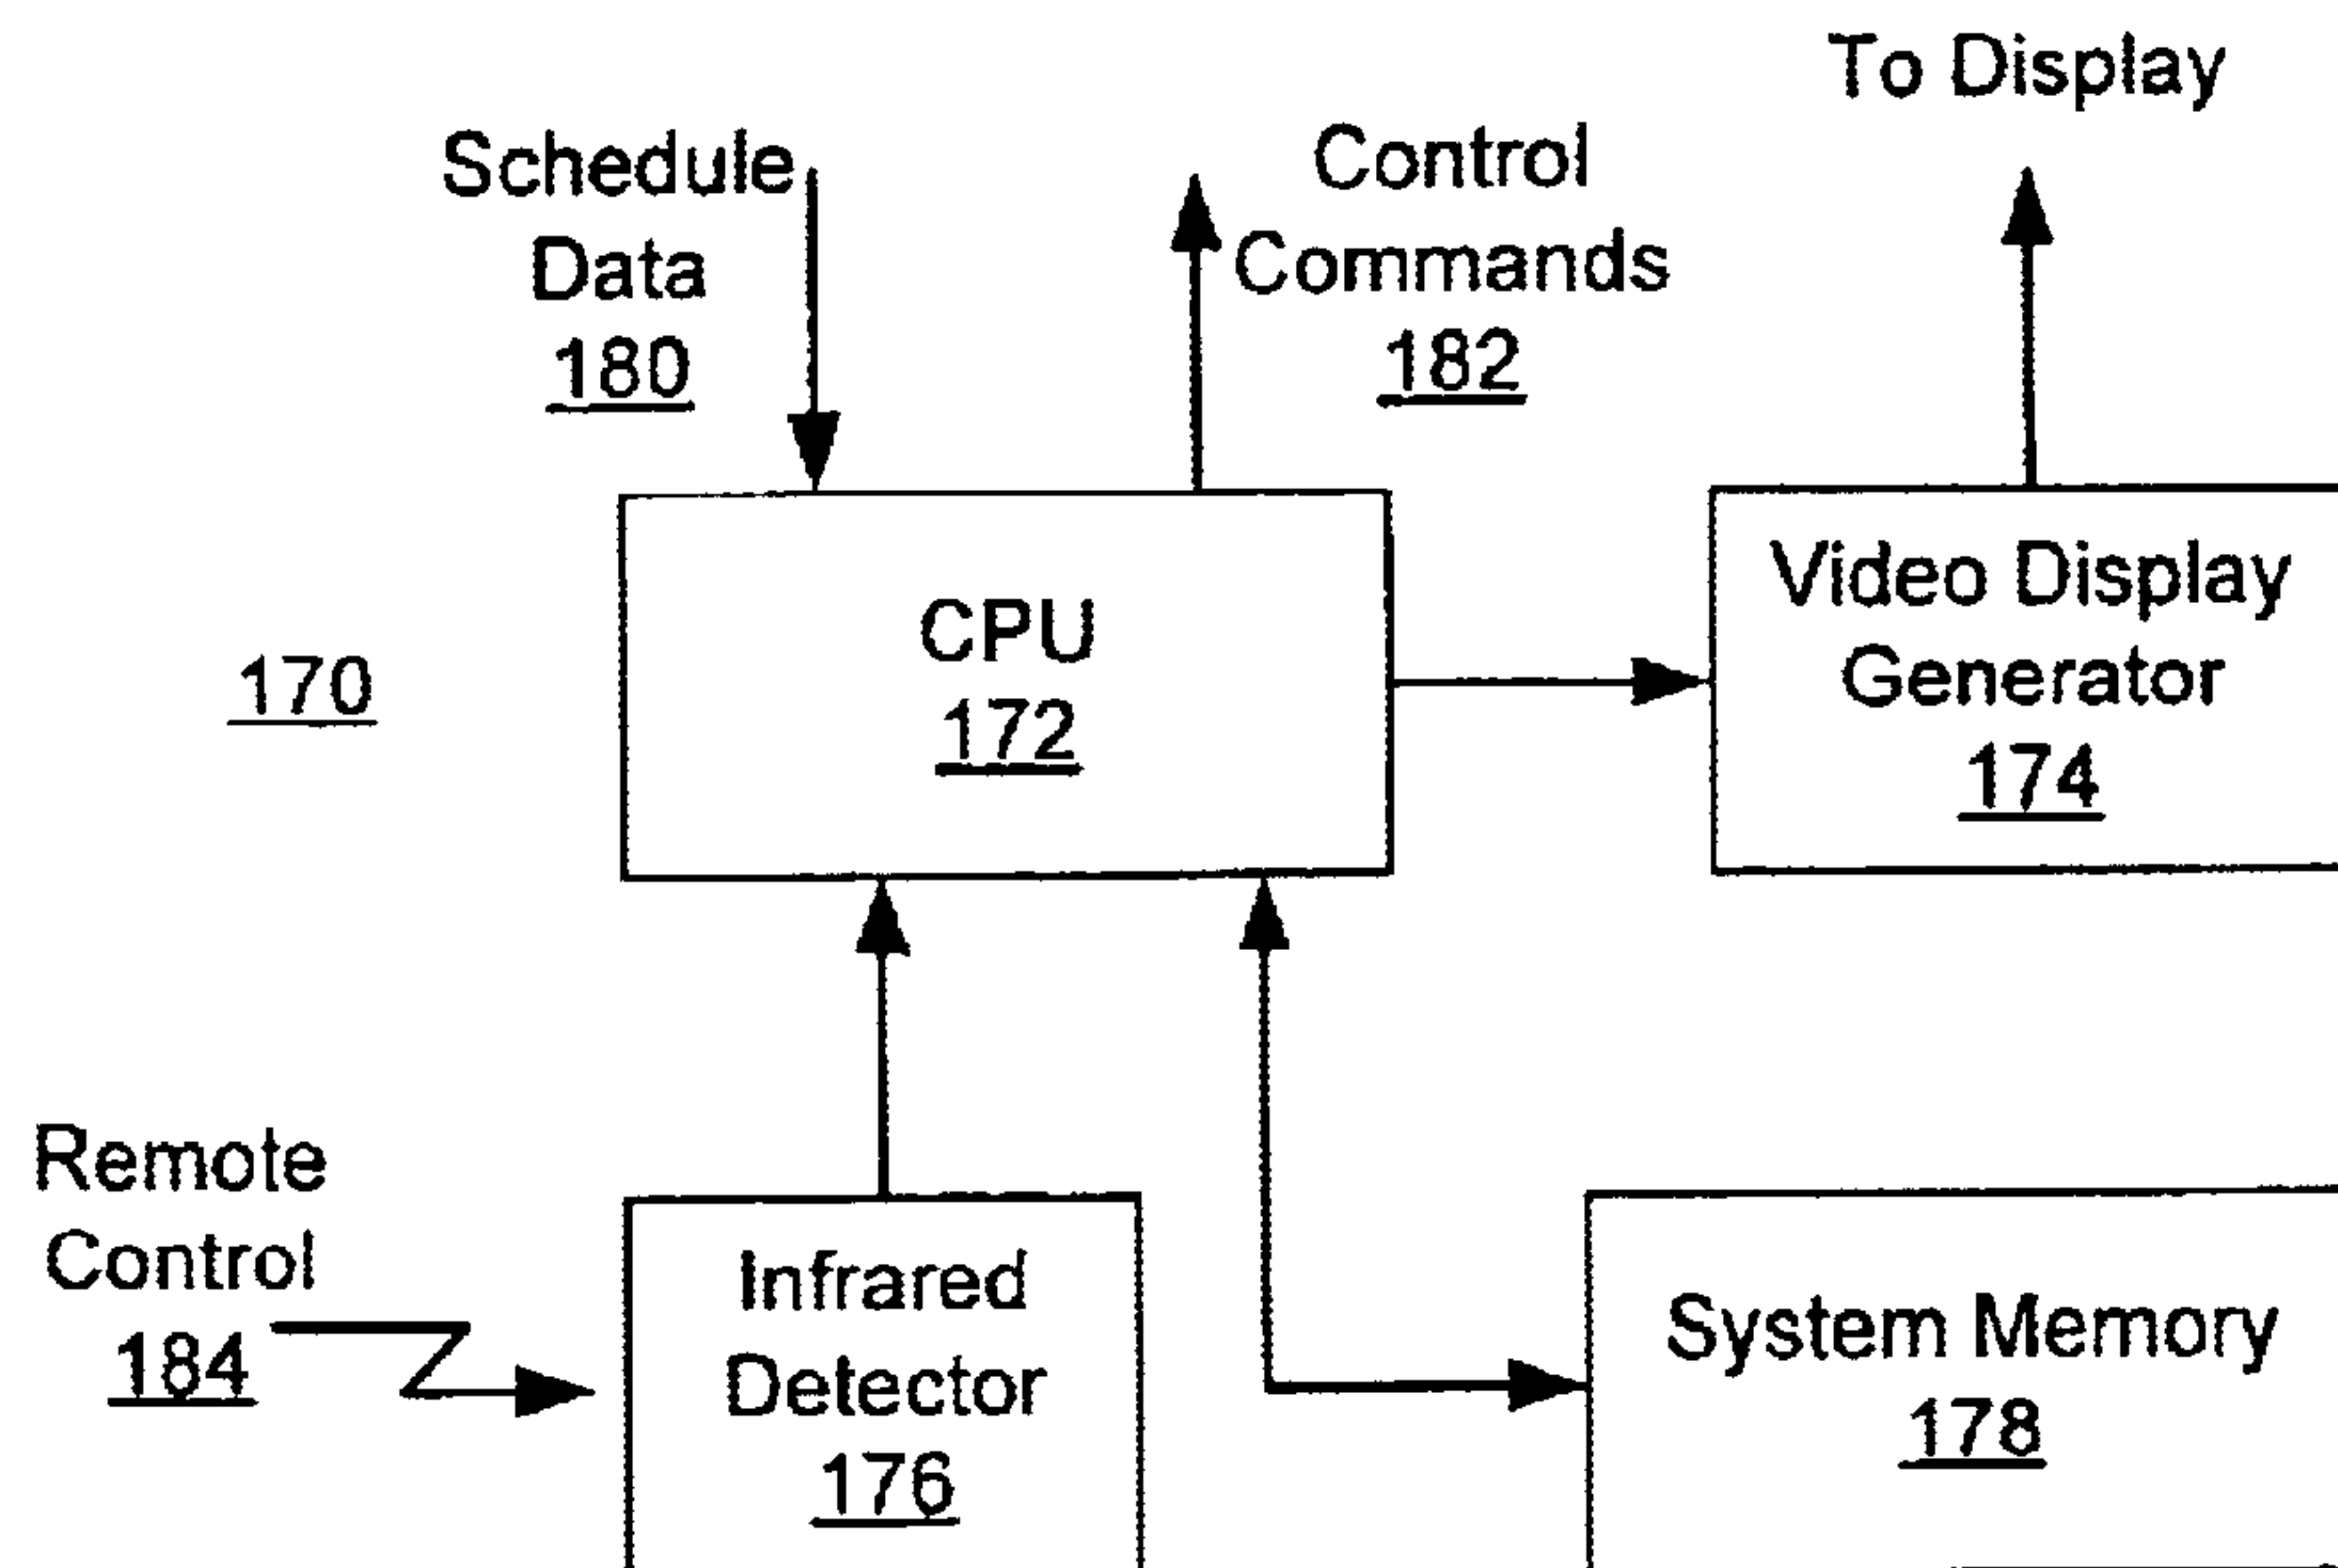 To Display
Schedule
Data
180
Control
Commands
182
CPU
172
Video Display
Generator
174
170
Remote
Control
184
Infrared
Detector
176
System Memory
178